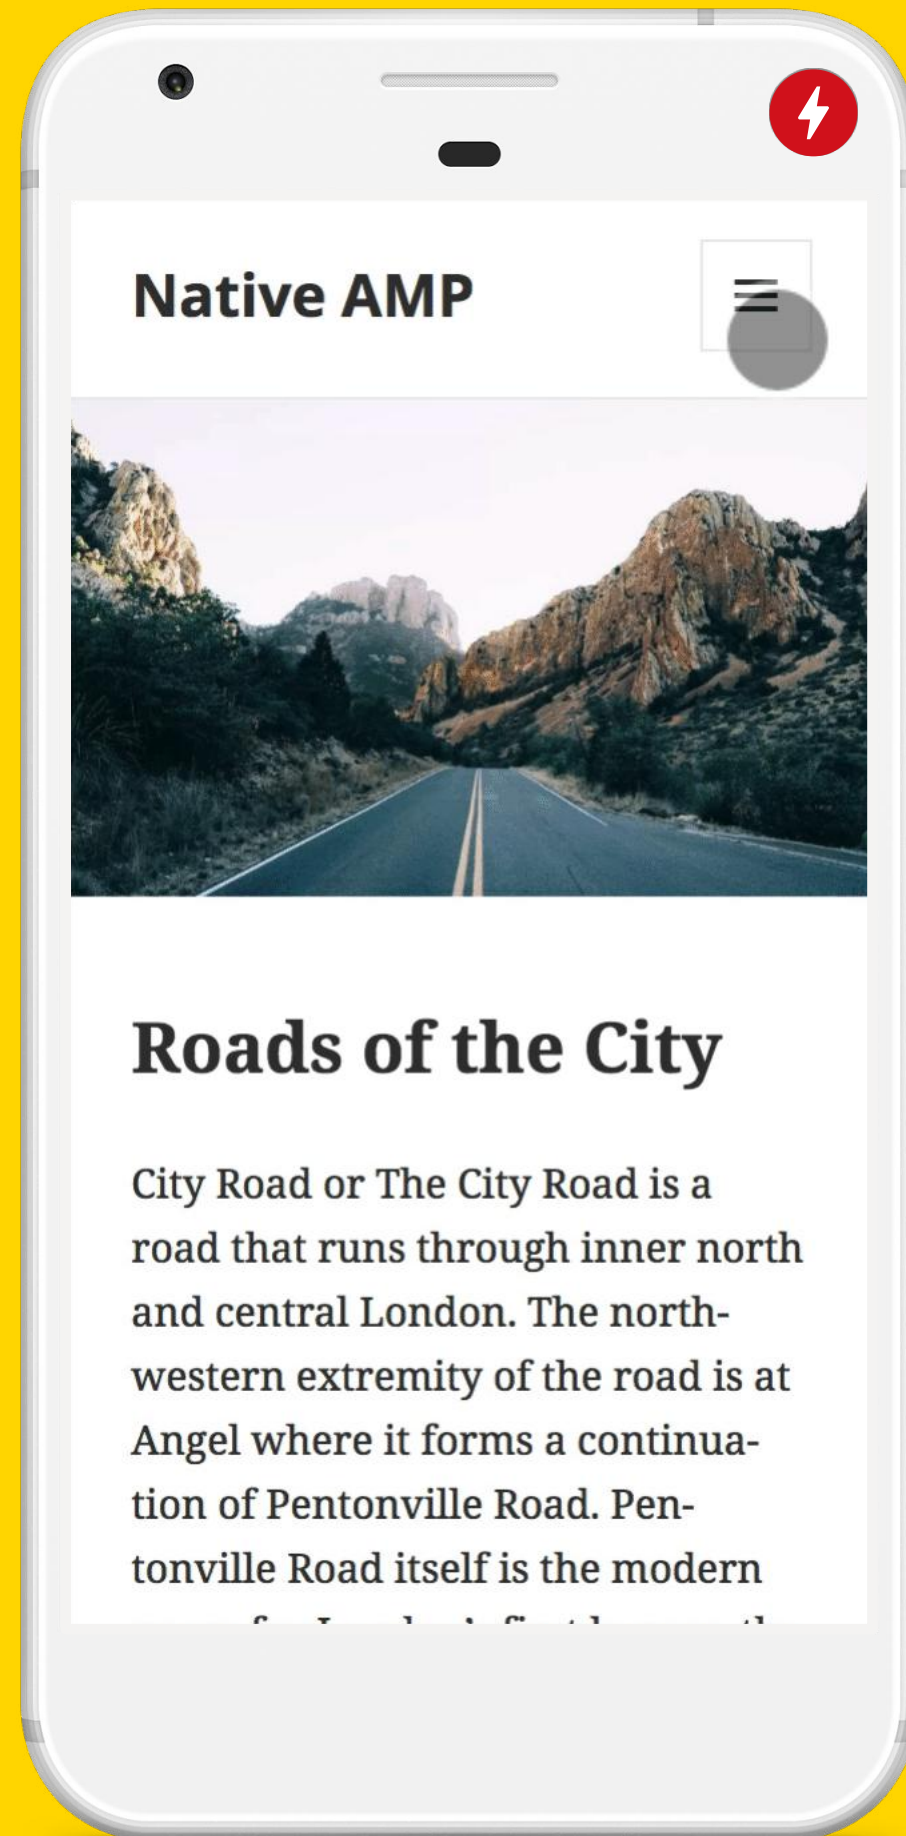 Native AMP
Roads of the City
City Road or The City Road is a
road that runs through inner north
and central London. The north-
western extremity of the road is at
Angel where it forms a continua-
tion of Pentonville Road. Pen-
tonville Road itself is the modern